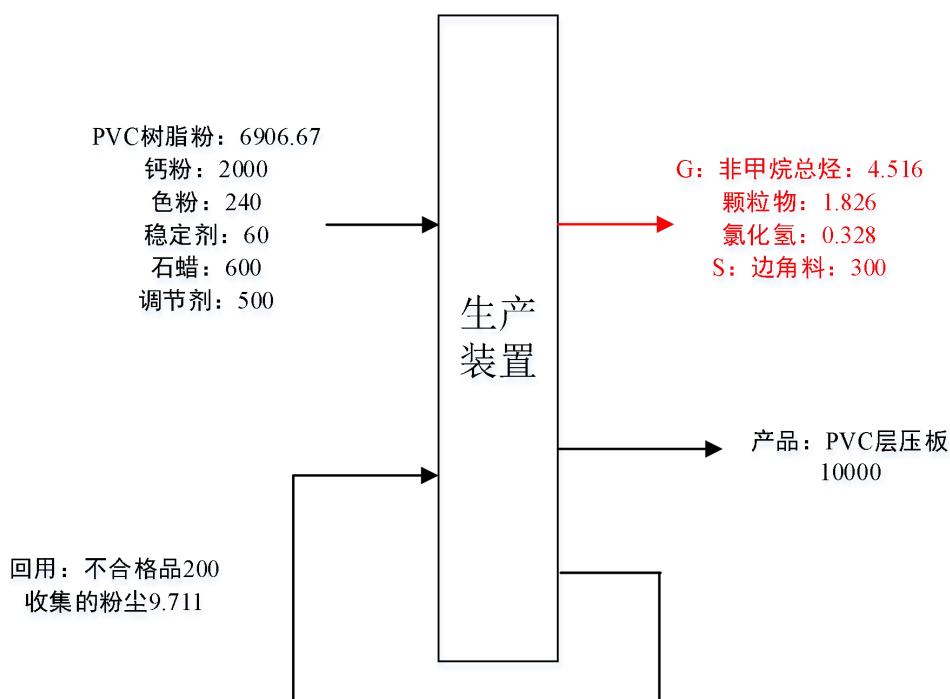 PVC树脂粉：6906.67
钙粉：2000
色粉：240
稳定剂：60
石蜡：600
调节剂：500
G：非甲烷总烃：4.516
颗粒物：1.826
氯化氢：0.328
S：边角料：300
生产
装置
产品：PVC层压板
10000
回用：不合格品200
收集的粉尘9.711